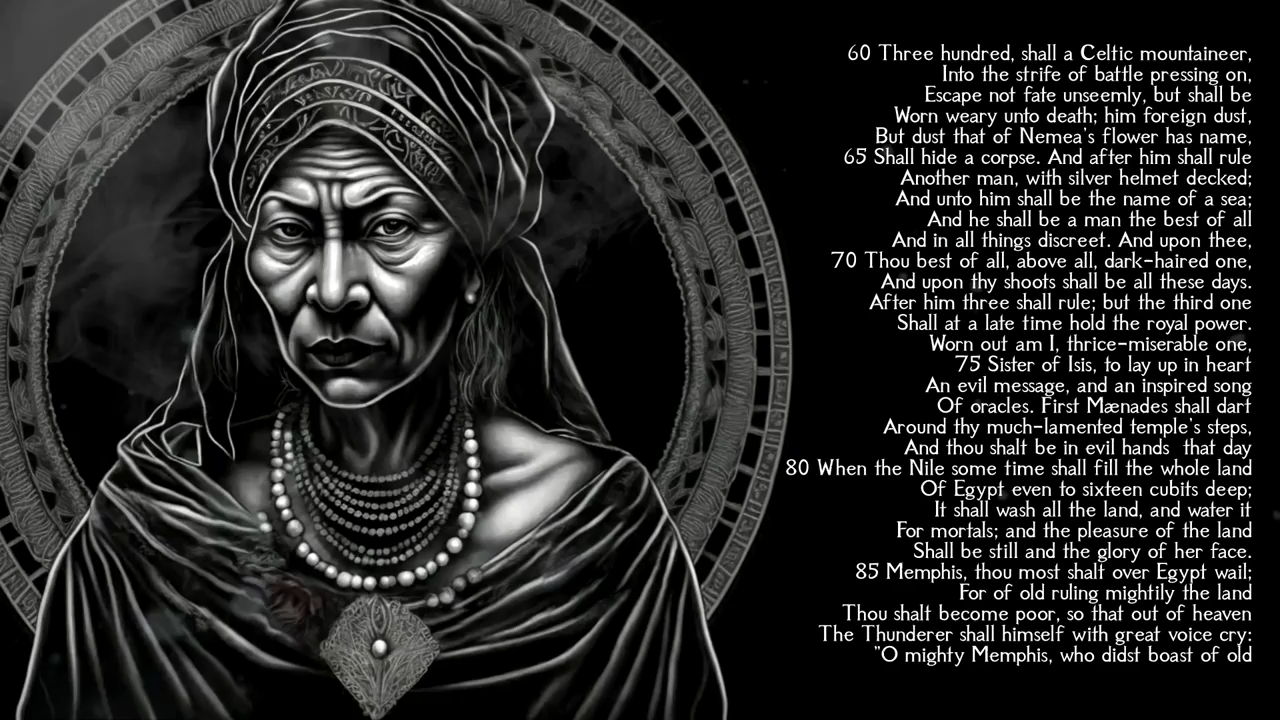 60 Three hundred, shall a Celtic mountaineer,
Into the strife of battle pressing on,
Escape not fate unseemly, but shall be
Worn weary unto death; him foreign dust,
But dust that of Nemea's flower has name,
65 Shall hide a corpse. And after him shall rule
Another man, with silver helmet decked;
And unto him shall be the name of a sea;
And he shall be a man the best of all
And in all things discreet. And upon thee,
70 Thou best of all, above all, dark-haired one,
And upon thy shoots shall be all these days.
After him three shall rule; but the third one
Shall at a late time hold the royal power.
Worn out am I, thrice-miserable one,
75 Sister of Isis, to lay up in heart
An evil message, and an inspired song
Of oracles. First Mænades shall dart
Around thy much-lamented temple's steps,
And thou shalt be in evil hands that day
80 When the Nile some time shall fill the whole land
Of Egypt even to sixteen cubits deep;
It shall wash all the land, and water it
For mortals; and the pleasure of the land
Shall be still and the glory of her face.
85 Memphis, thou most shalt over Egypt wail;
For of old ruling mightily the land
Thou shalt become poor, so that out of heaven
The Thunderer shall himself with great voice cry:
"O mighty Memphis, who didst boast of old